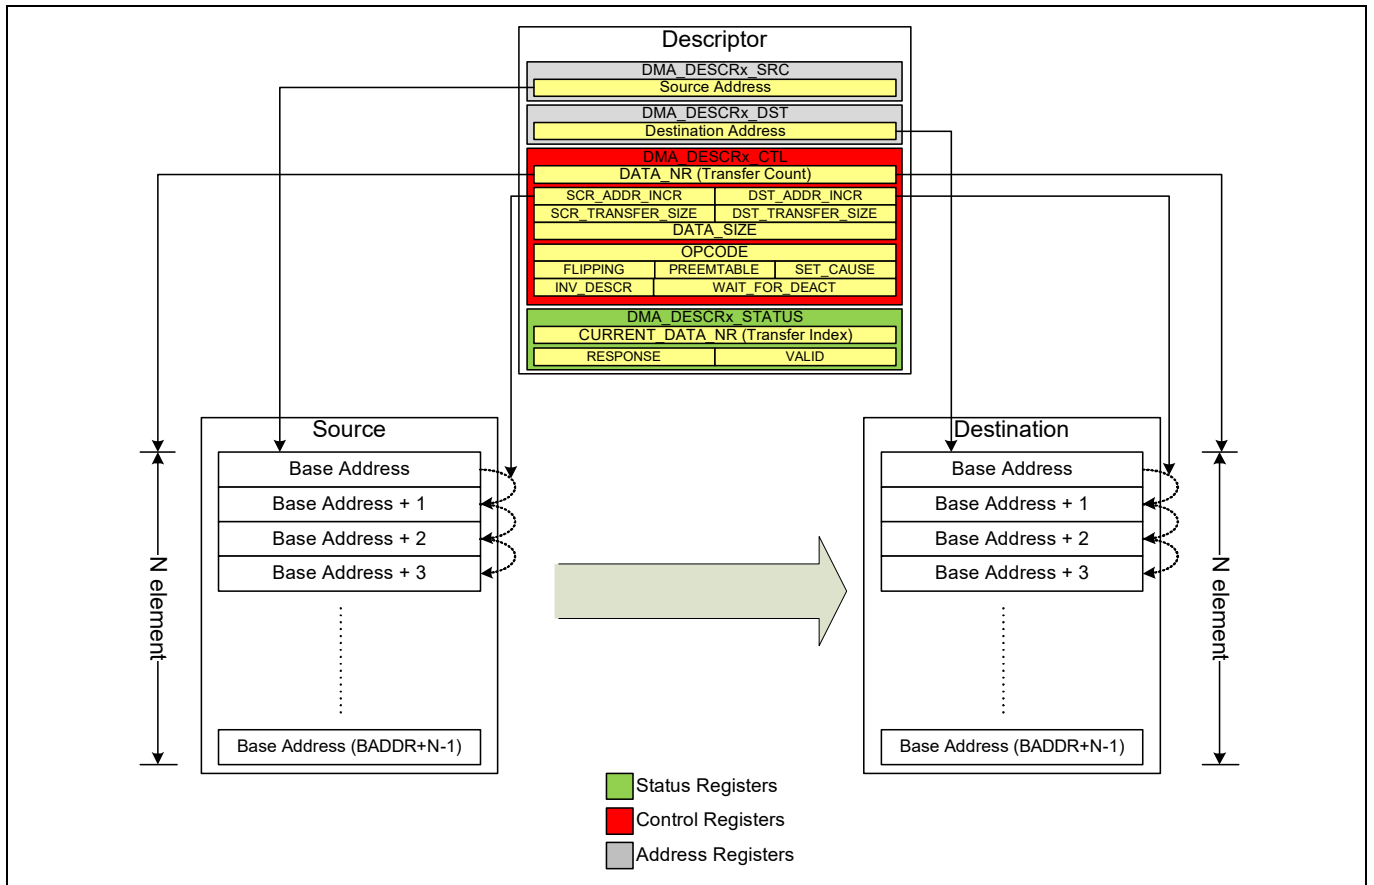 Descriptor
DMA_DESCRx_SRC
Source Address
DMA_DESCRx_DST
Destination Address
DMA_DESCRx_CTL
DATA_NR (Transfer Count)
SCR_ADDR_INCR DST_ADDR_INCR
SCR_TRANSFER_SIZE DST_TRANSFER_SIZE
DATA_SIZE
OPCODE
FLIPPING PREEMTABLE SET_CAUSE
INV_DESCR WAIT_FOR_DEACT
DMA_DESCRx_STATUS
CURRENT_DATA_NR (Transfer Index)
RESPONSE VALID
Source
Base Address
Base Address + 1
Base Address + 2
Base Address + 3
Base Address (BADDR+N-1)
N element
Destination
Base Address
Base Address + 1
Base Address + 2
Base Address + 3
Base Address (BADDR+N-1)
N element
Status Registers
Control Registers
Address Registers